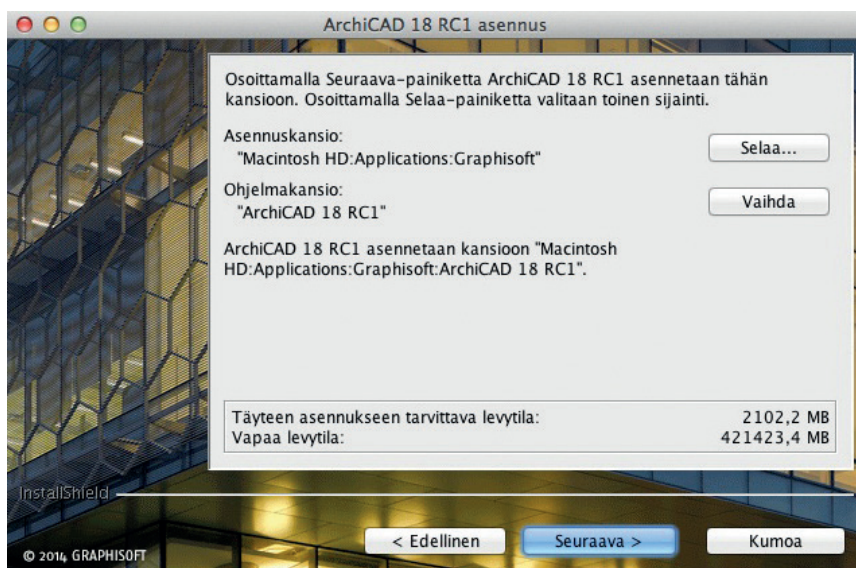 ArchiCAD 18 RC1 asennus
Osoittamalla Seuraava-painiketta ArchiCAD 18 RC1 asennetaan tähän
kansioon. Osoittamalla Selaa-painiketta valitaan toinen sijainti.
Asennuskansio:
"Macintosh HD:Applications:Graphisoft"
Selaa...
Ohjelmakansio:
"ArchiCAD 18 RC1"
Vaihda
ArchiCAD 18 RC1 asennetaan kansioon "Macintosh
HD:Applications:Graphisoft:ArchiCAD 18 RC1".
Täyteen asennukseen tarvittava levytila: 2102,2 MB
Vapaa levytila: 421423,4 MB
InstallShield
< Edellinen
Seuraava >
Kumoa
© 2014 GRAPHISOFT